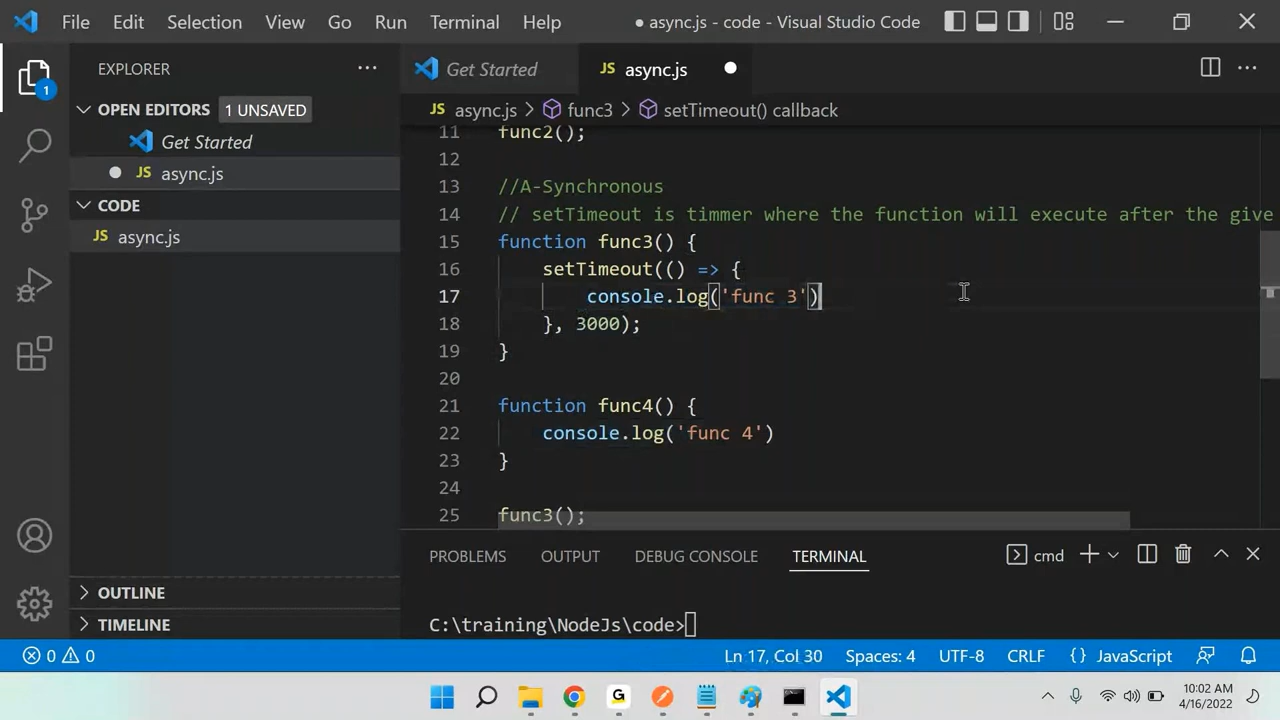 File Edit Selection View Go Run Terminal Help ● async.js - code - Visual Studio Code
EXPLORER ...
Get Started JS async.js
OPEN EDITORS 1 UNSAVED
Get Started
JS async.js
CODE
JS async.js
OUTLINE
TIMELINE
1
JS async.js > func3 > setTimeout() callback
11 func2();
12
13 //A-Synchronous
14 // setTimeout is timmer where the function will execute after the give
15 function func3() {
16 setTimeout(() => {
17 console.log('func 3')
18 }, 3000);
19 }
20
21 function func4() {
22 console.log('func 4')
23 }
24
25 func3();
PROBLEMS OUTPUT DEBUG CONSOLE TERMINAL cmd
C:\training\NodeJs\code>
0 0 Ln 17, Col 30 Spaces: 4 UTF-8 CRLF {} JavaScript
G
10:02 AM
4/16/2022